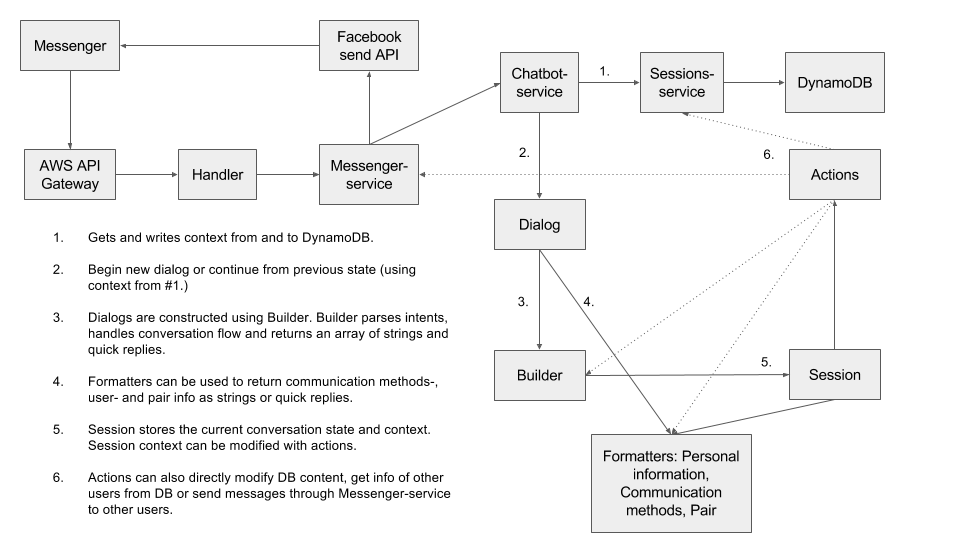 Messenger
Facebook
send API
Chatbot-
service
1.
Sessions-
service
DynamoDB
AWS API
Gateway
Handler
Messenger-
service
2.
6.
Actions
Dialog
3.
4.
Builder
5.
Session
Formatters: Personal
information,
Communication
methods, Pair
1. Gets and writes context from and to DynamoDB.
2. Begin new dialog or continue from previous state (using
context from #1.)
3. Dialogs are constructed using Builder. Builder parses intents,
handles conversation flow and returns an array of strings and
quick replies.
4. Formatters can be used to return communication methods-,
user- and pair info as strings or quick replies.
5. Session stores the current conversation state and context.
Session context can be modified with actions.
6. Actions can also directly modify DB content, get info of other
users from DB or send messages through Messenger-service
to other users.